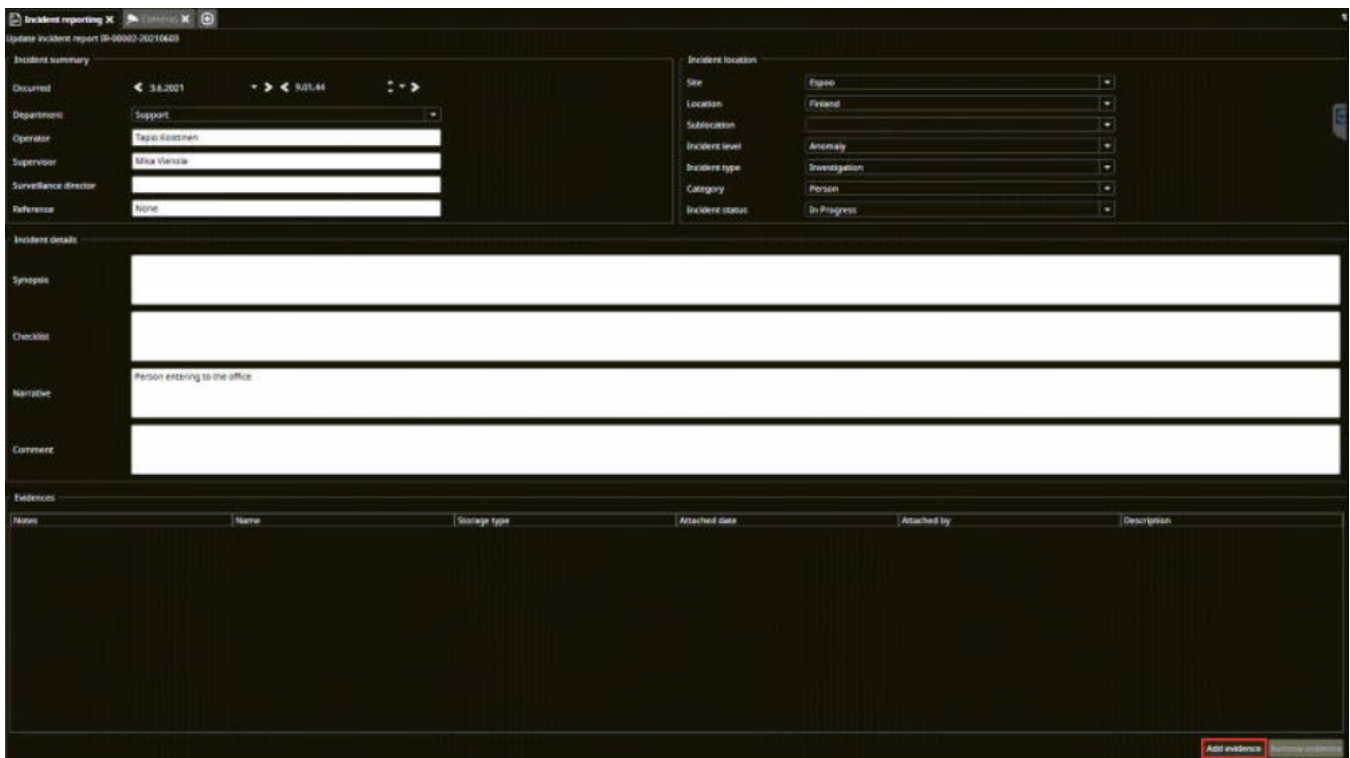 Incident reporting
Cameras
Update incident report IR-00002-20210603
Incident summary
Occurred 3.6.2021 9.01.44
Department Support
Operator Tapio Koistinen
Supervisor Mika
Surveillance director
Reference None
Incident location
Site Espoo
Location Finland
Sublocation
Incident level Anomaly
Incident type Investigation
Category Person
Incident status In Progress
Incident details
Synopsis
Checklist
Narrative Person entering to the office
Comment
Evidences
Notes Name Storage type Attached date Attached by Description
Add evidence Remove evidence